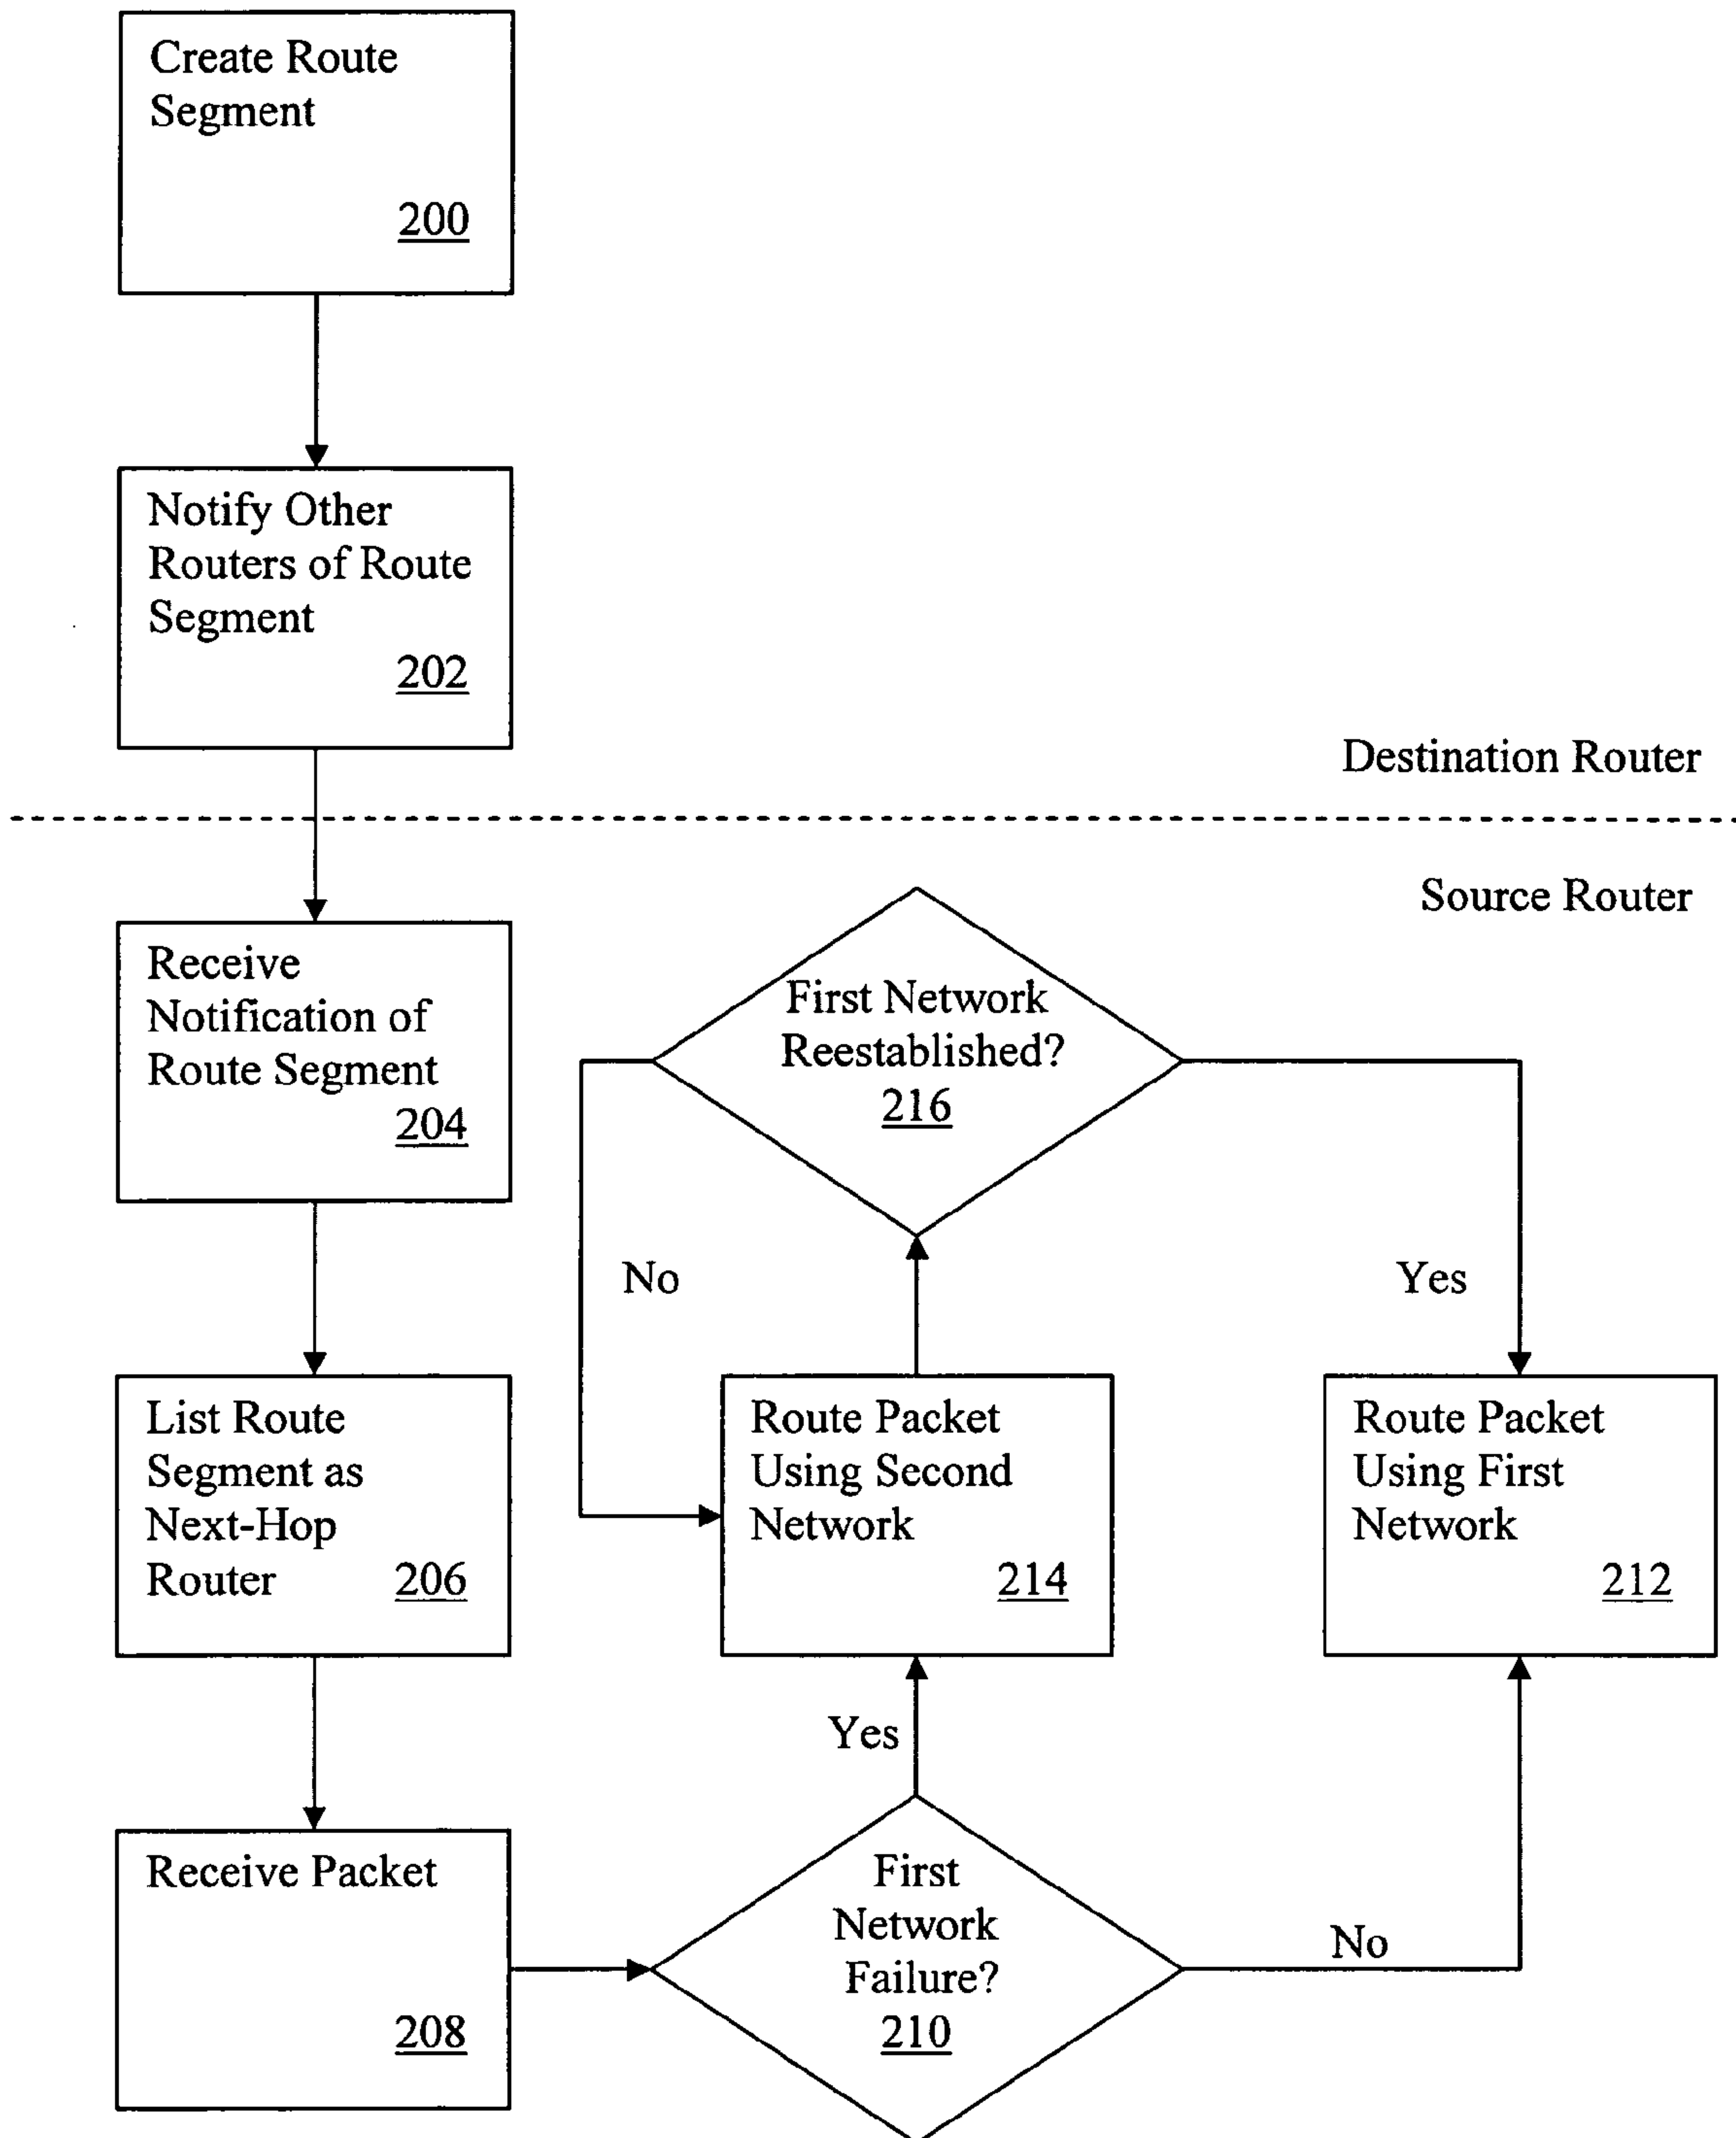 Create Route
Segment
200
Notify Other
Routers of Route
Segment
202
Destination Router
Source Router
Receive
Notification of
Route Segment
204
First Network
Reestablished?
216
No
Yes
List Route
Segment as
Next-Hop
Router 206
Route Packet
Using Second
Network
214
Route Packet
Using First
Network
212
Yes
Receive Packet
208
First
Network
Failure?
210
No